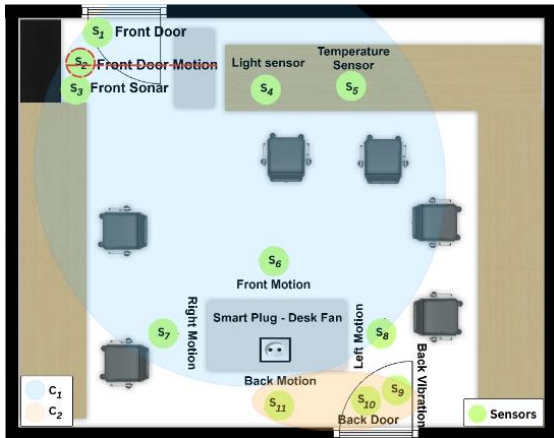 S1 Front Door
S2 Front Door Motion
S3 Front Sonar
Light sensor
S4
Temperature
Sensor
S5
S6
Front Motion
S7
Right Motion
Smart Plug - Desk Fan
Left Motion
S8
Back Motion
S11
S10
Back Door
S9
Back Vibration
C1
C2
Sensors